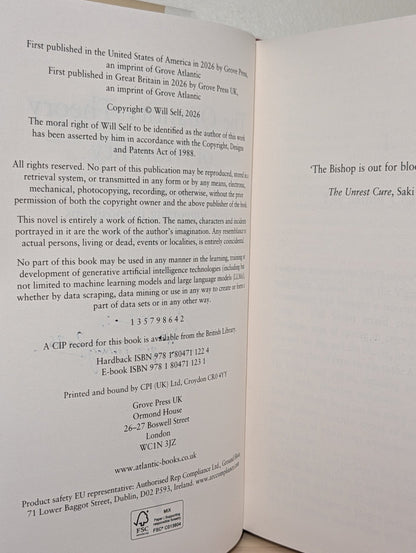 First published in the United States of America in 2026 by Grove Press,
an imprint of Grove Atlantic
First published in Great Britain in 2026 by Grove Press UK,
an imprint of Grove Atlantic
Copyright © Will Self, 2026
The moral right of Will Self to be identified as the author of this work
has been asserted by him in accordance with the Copyright, Designs
and Patents Act of 1988.
All rights reserved. No part of this publication may be reproduced, stored in a
retrieval system, or transmitted in any form or by any means, electronic,
mechanical, photocopying, recording, or otherwise, without the prior
permission of both the copyright owner and the above publisher of the book.
This novel is entirely a work of fiction. The names, characters and incidents
portrayed in it are the work of the author's imagination. Any resemblance to
actual persons, living or dead, events or localities, is entirely coincidental.
No part of this book may be used in any manner in the learning, training or
development of generative artificial intelligence technologies (including but
not limited to machine learning models and large language models [LLMs]),
whether by data scraping, data mining or use in any way to create or form a
part of data sets or in any other way.
1 3 5 7 9 8 6 4 2
A CIP record for this book is available from the British Library.
Hardback ISBN 978 1 80471 122 4
E-book ISBN 978 1 80471 123 1
Printed and bound by CPI (UK) Ltd, Croydon CR0 4YY
Grove Press UK
Ormond House
26–27 Boswell Street
London
WC1N 3JZ
www.atlantic-books.co.uk
Product safety EU representative: Authorised Rep Compliance Ltd., Ground Floor,
71 Lower Baggot Street, Dublin, D02 P593, Ireland. www.arccompliance.com
FSC
MIX
FSC® C013604
'The Bishop is out for bloo
The Unrest Cure, Saki